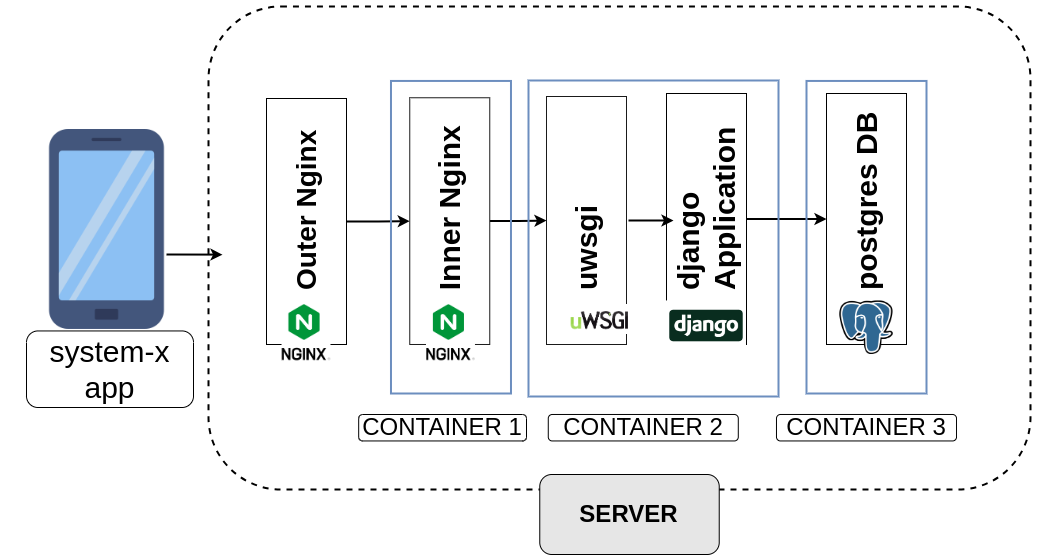 system-x
app
Outer Nginx
NGINX
Inner Nginx
NGINX
uwsgi
uWSGI
django
Application
django
postgres DB
CONTAINER 1
CONTAINER 2
CONTAINER 3
SERVER